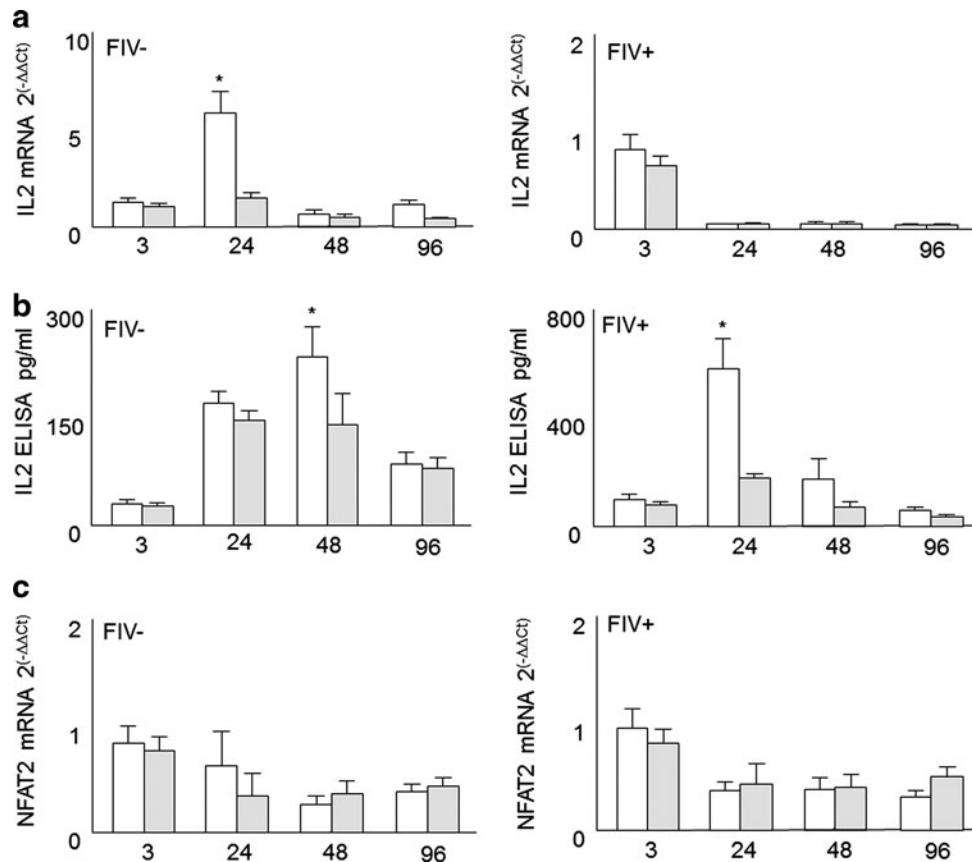 a
IL2 mRNA 2(-ΔΔCt)
10
5
0
FIV-
*
3 24 48 96
IL2 mRNA 2(-ΔΔCt)
2
1
0
FIV+
3 24 48 96
b
IL2 ELISA pg/ml
300
150
0
FIV-
*
3 24 48 96
IL2 ELISA pg/ml
800
400
0
FIV+
*
3 24 48 96
c
NFAT2 mRNA 2(-ΔΔCt)
2
1
0
FIV-
3 24 48 96
NFAT2 mRNA 2(-ΔΔCt)
2
1
0
FIV+
3 24 48 96